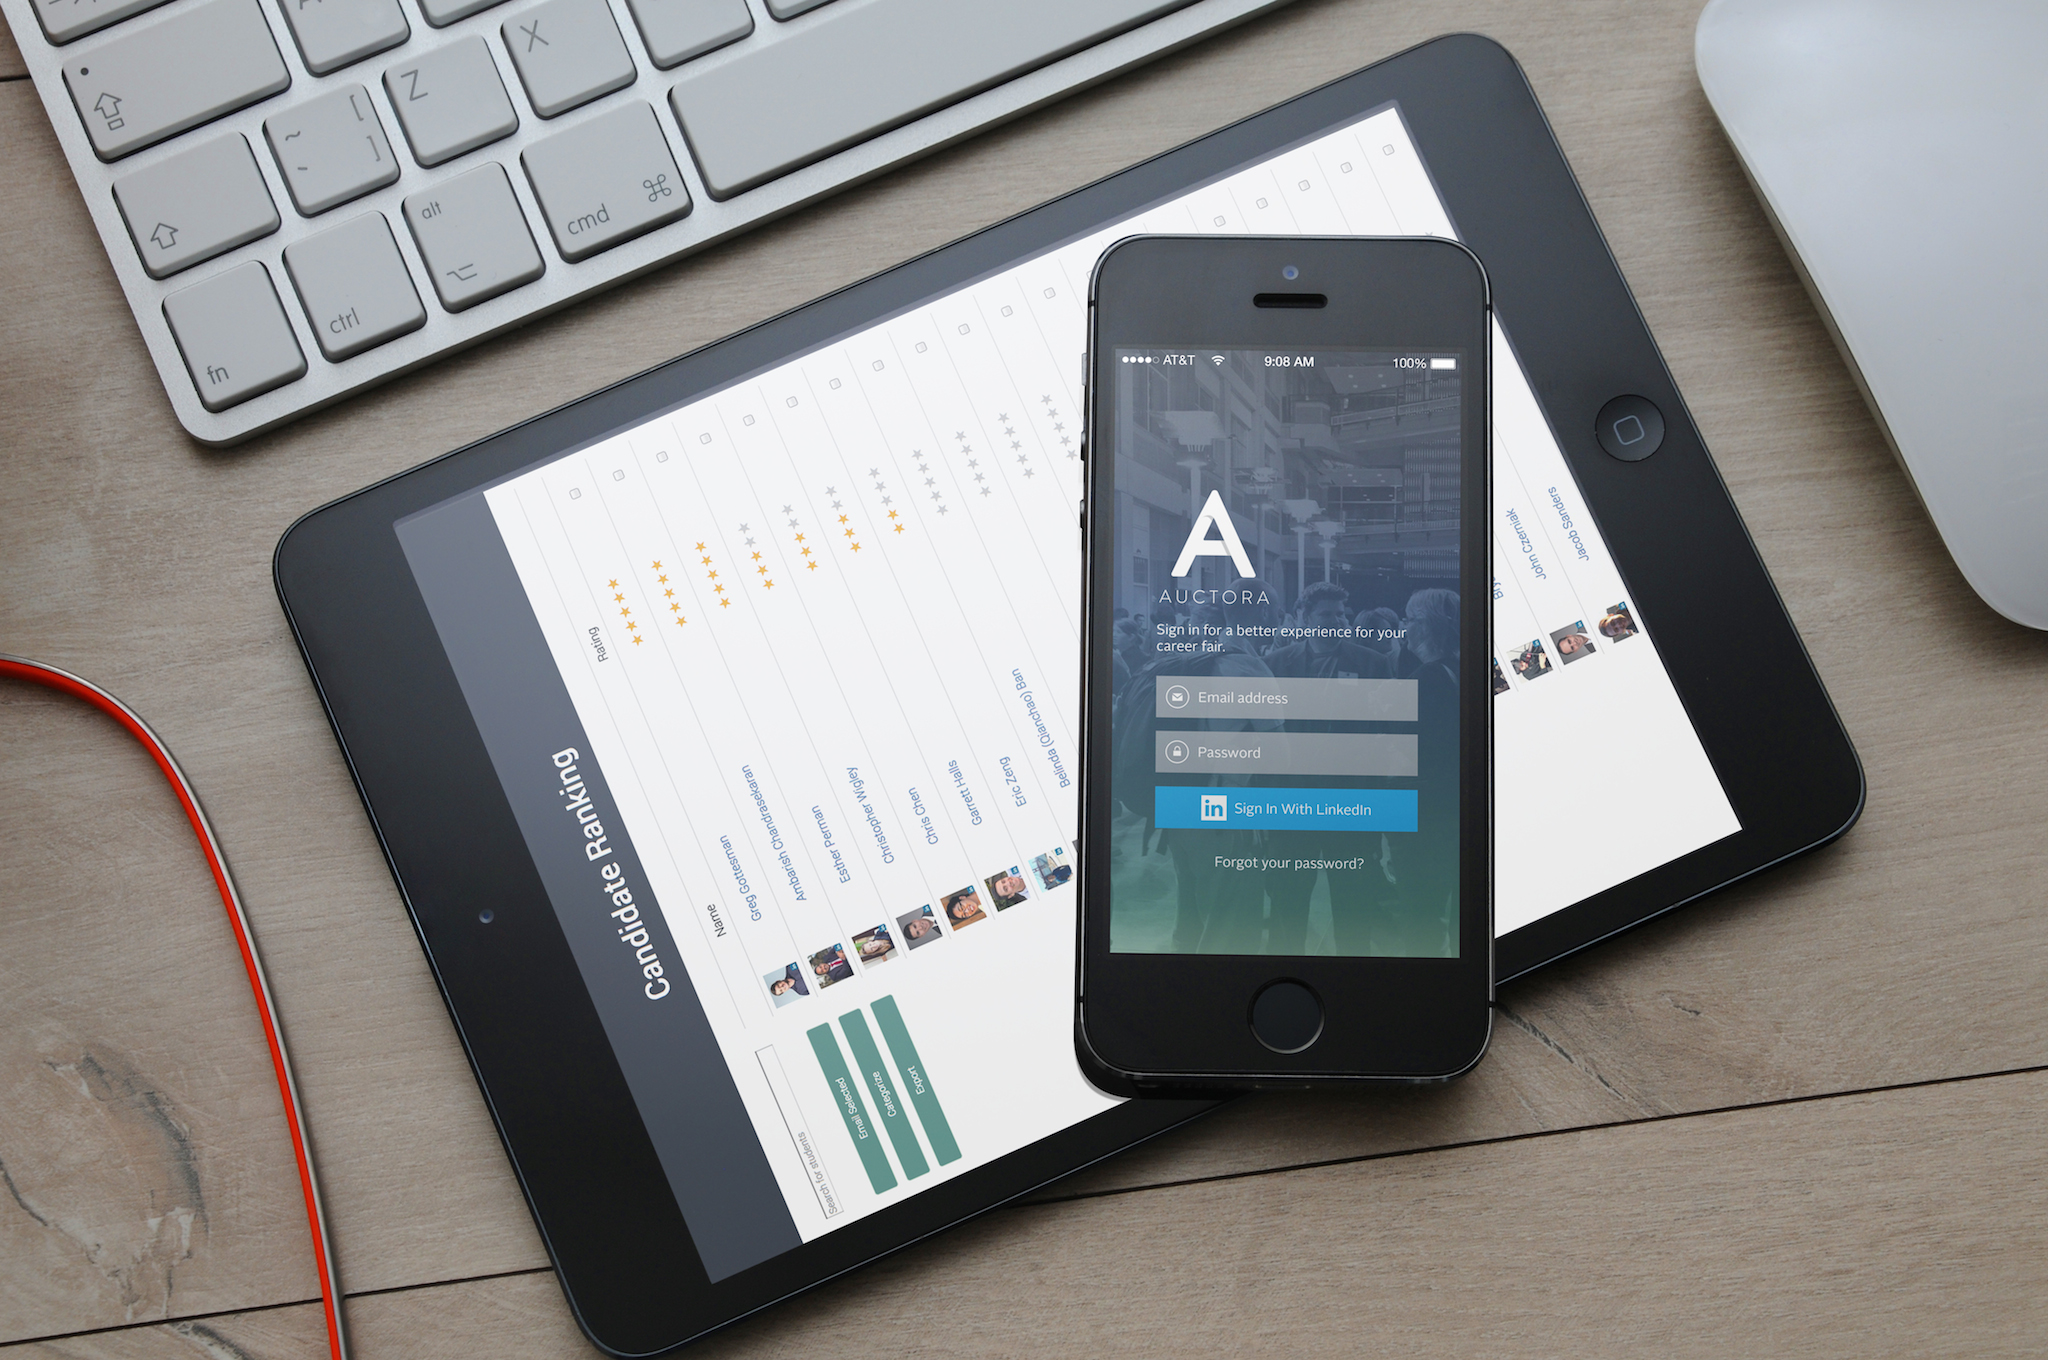 Z
X
fn
ctrl
alt
cmd
Candidate Ranking
Search for students
Email Selected
Categorize
Export
Name
Rating
Greg Gottesman
Ambarish Chandrasekaran
Esther Perman
Christopher Wigley
Chris Chen
Garrett Halls
Eric Zeng
Belinda (Qianchao) Ban
John Czerniak
Jacob Sanders
AT&T
9:08 AM
100%
A
AUCTORA
Sign in for a better experience for your
career fair.
Email address
Password
in Sign In With LinkedIn
Forgot your password?